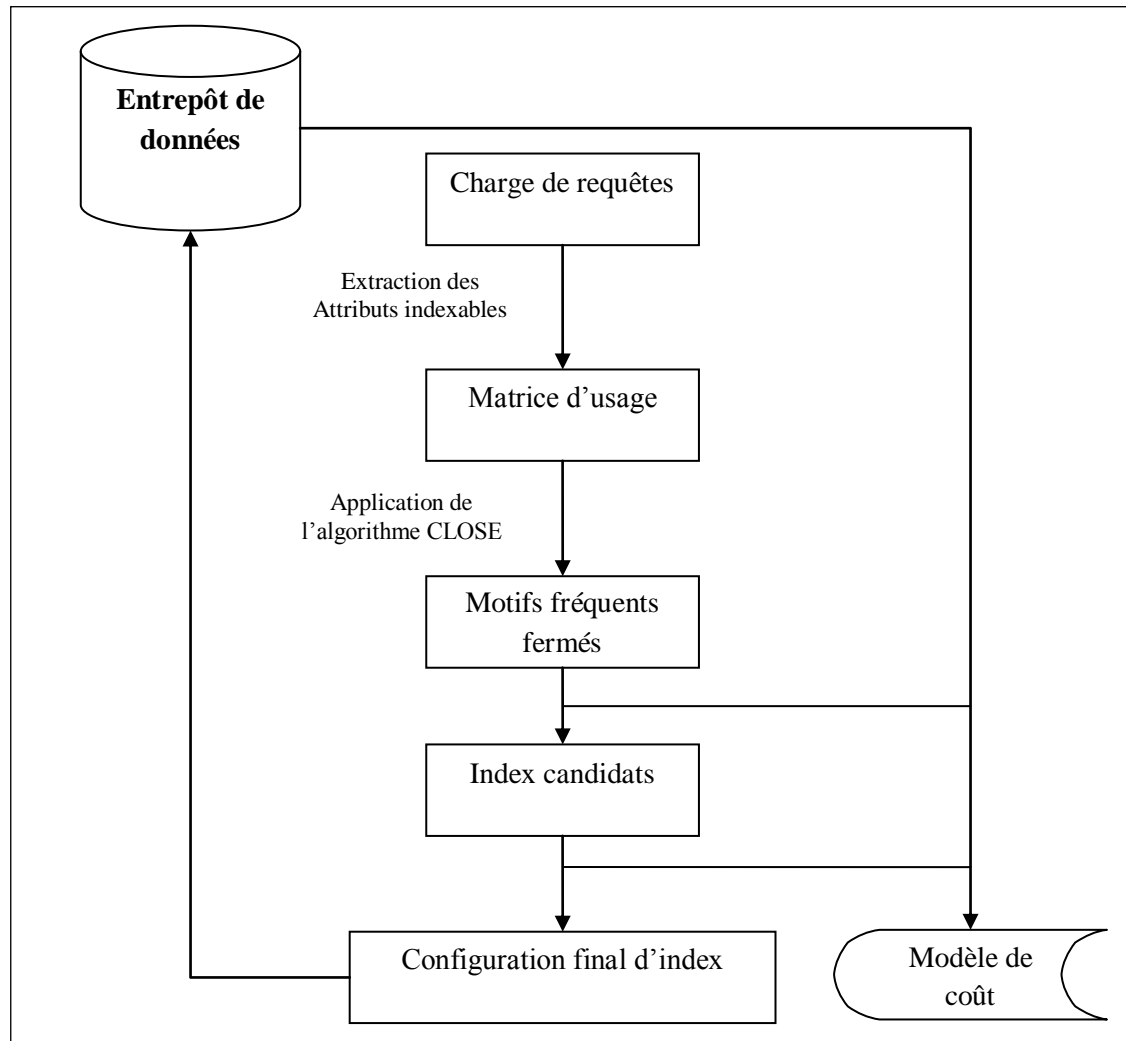 Entrepôt de
données
Charge de requêtes
Extraction des
Attributs indexables
Matrice d’usage
Application de
l’algorithme CLOSE
Motifs fréquents
fermés
Index candidats
Configuration final d’index
Modèle de
coût